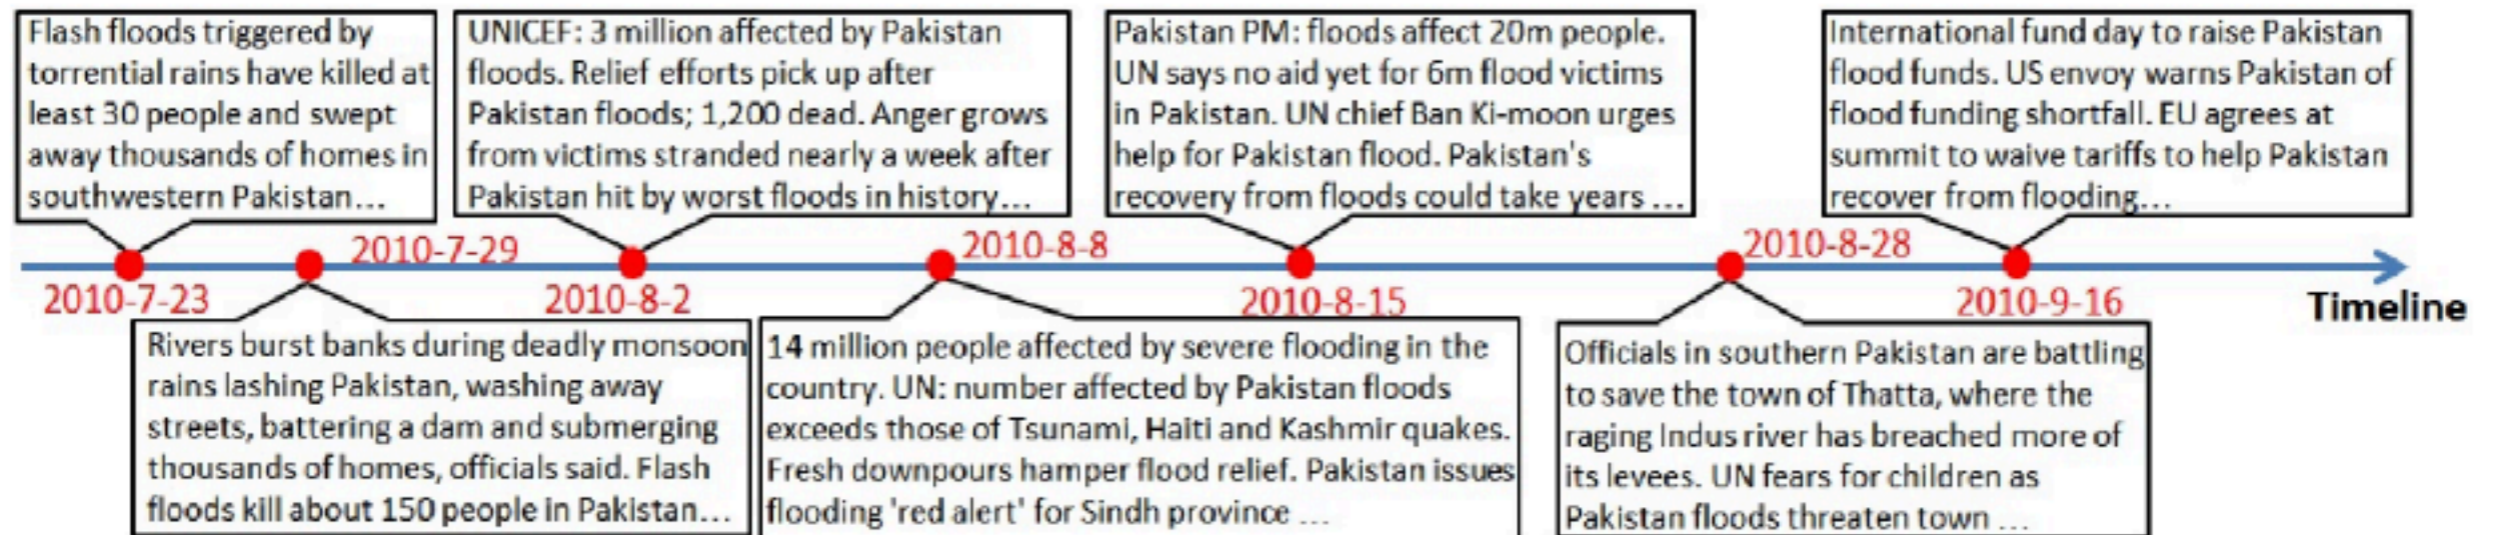 Flash floods triggered by
torrential rains have killed at
least 30 people and swept
away thousands of homes in
southwestern Pakistan...
UNICEF: 3 million affected by Pakistan
floods. Relief efforts pick up after
Pakistan floods; 1,200 dead. Anger grows
from victims stranded nearly a week after
Pakistan hit by worst floods in history...
Pakistan PM: floods affect 20m people.
UN says no aid yet for 6m flood victims
in Pakistan. UN chief Ban Ki-moon urges
help for Pakistan flood. Pakistan's
recovery from floods could take years ...
International fund day to raise Pakistan
flood funds. US envoy warns Pakistan of
flood funding shortfall. EU agrees at
summit to waive tariffs to help Pakistan
recover from flooding...
2010-7-23
2010-7-29
2010-8-2
2010-8-8
2010-8-15
2010-8-28
2010-9-16
Timeline
Rivers burst banks during deadly monsoon
rains lashing Pakistan, washing away
streets, battering a dam and submerging
thousands of homes, officials said. Flash
floods kill about 150 people in Pakistan...
14 million people affected by severe flooding in the
country. UN: number affected by Pakistan floods
exceeds those of Tsunami, Haiti and Kashmir quakes.
Fresh downpours hamper flood relief. Pakistan issues
flooding 'red alert' for Sindh province ...
Officials in southern Pakistan are battling
to save the town of Thatta, where the
raging Indus river has breached more of
its levees. UN fears for children as
Pakistan floods threaten town ...